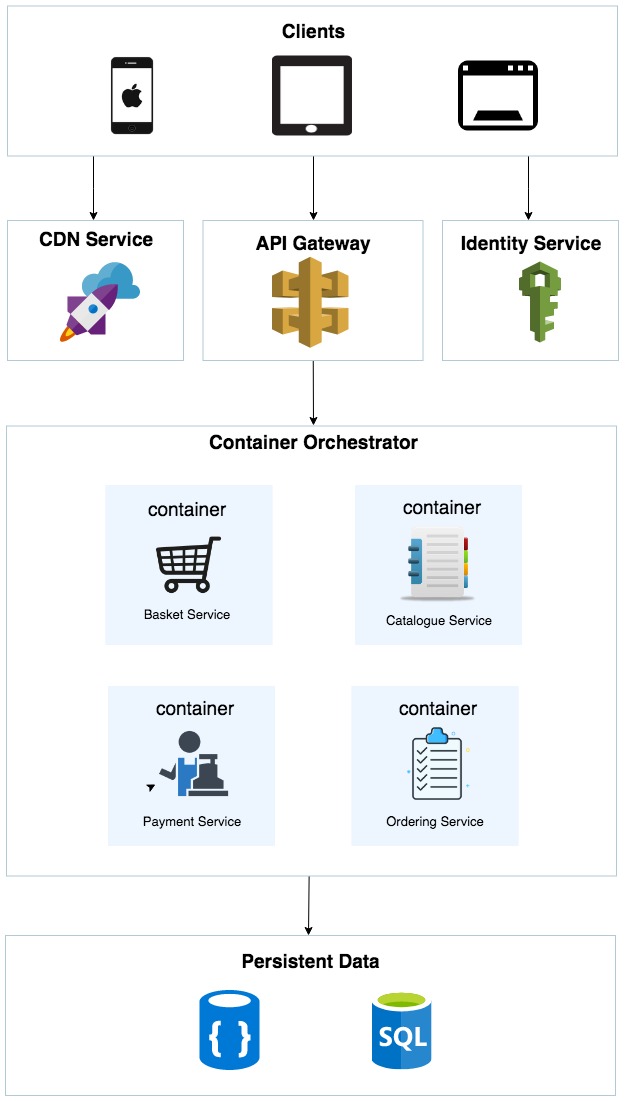 Clients
CDN Service
API Gateway
Identity Service
Container Orchestrator
container
Basket Service
container
Catalogue Service
container
Payment Service
container
Ordering Service
Persistent Data
{ }
SQL